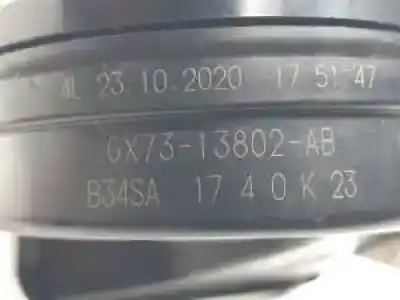 4L 23.10.2020 17 51 47
GX73-13802-AB
B34SA 17 4 0 K 23